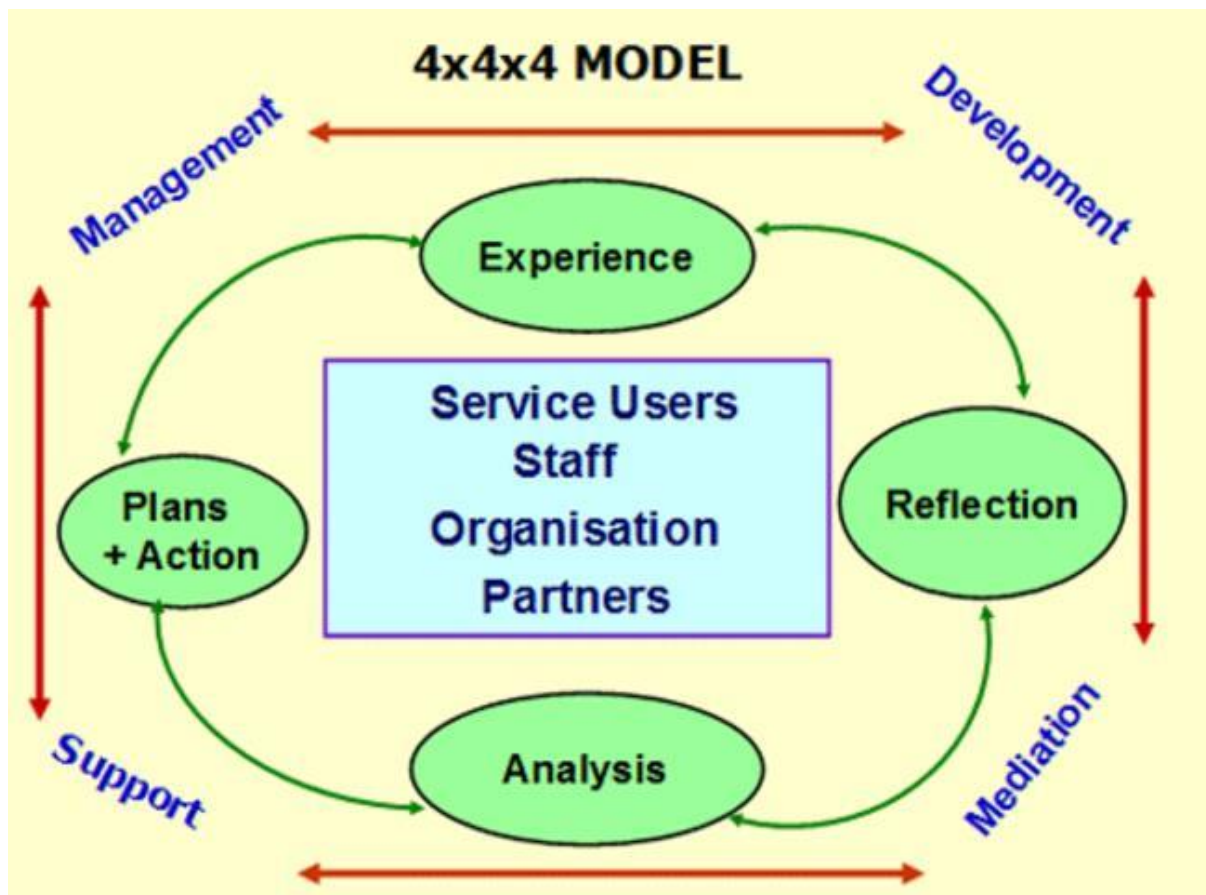 4x4x4 MODEL
Management
Development
Experience
Service Users
Staff
Organisation
Partners
Plans
+ Action
Reflection
Analysis
Support
Mediation